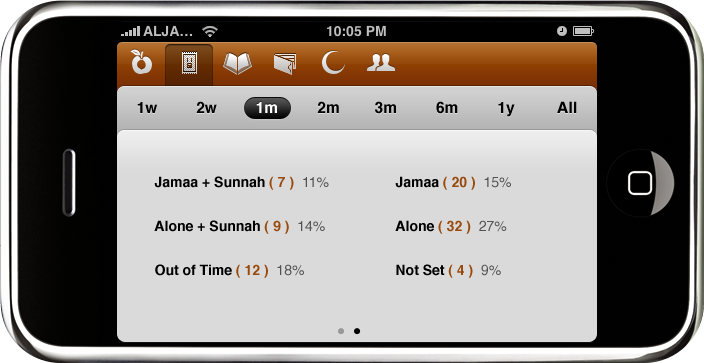 ALJA... 10:05 PM
1w 2w 1m 2m 3m 6m 1y All
Jamaa + Sunnah ( 7 ) 11% Jamaa ( 20 ) 15%
Alone + Sunnah ( 9 ) 14% Alone ( 32 ) 27%
Out of Time ( 12 ) 18% Not Set ( 4 ) 9%